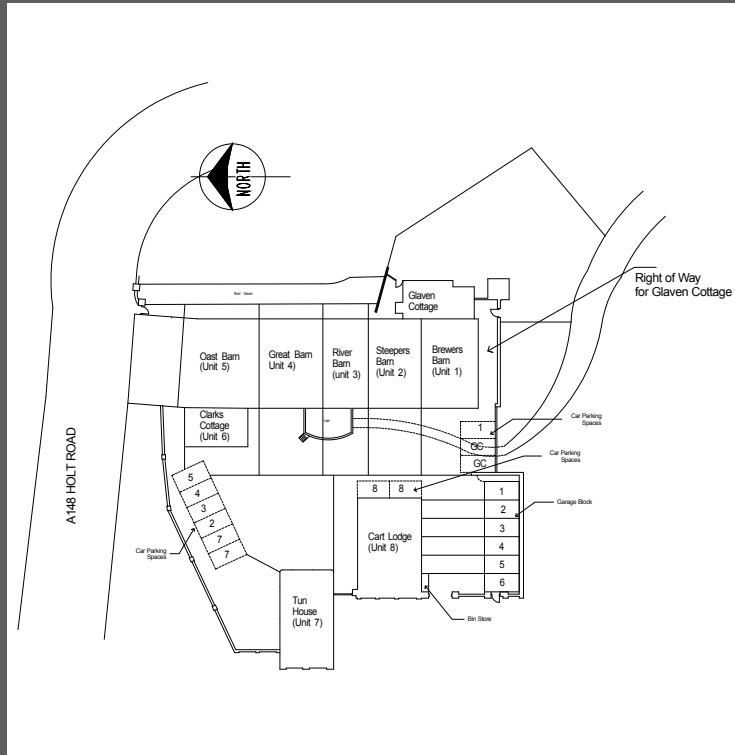 NORTH
Right of Way
for Glaven Cottage
Glaven
Cottage
Oast Barn
(Unit 5)
Great Barn
Unit 4)
River
Barn
(unit 3)
Steepers
Barn
(Unit 2)
Brewers
Barn
(Unit 1)
Clarks
Cottage
(Unit 6)
1
GC
GC
Car Parking
Spaces
Car Parking
Spaces
A148 HOLT ROAD
5
4
3
2
7
7
Car Parking
Spaces
8 8
Cart Lodge
(Unit 8)
1
2
3
4
5
6
Garage Block
Bin Store
Tun
House
(Unit 7)